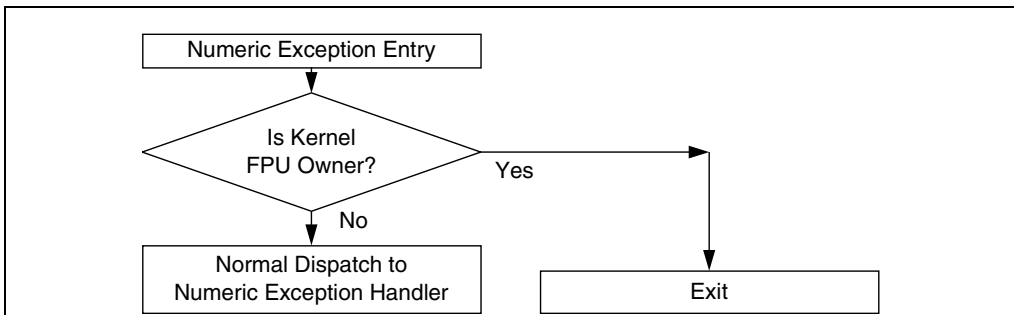 Numeric Exception Entry
Is Kernel
FPU Owner?
Yes
No
Normal Dispatch to
Numeric Exception Handler
Exit